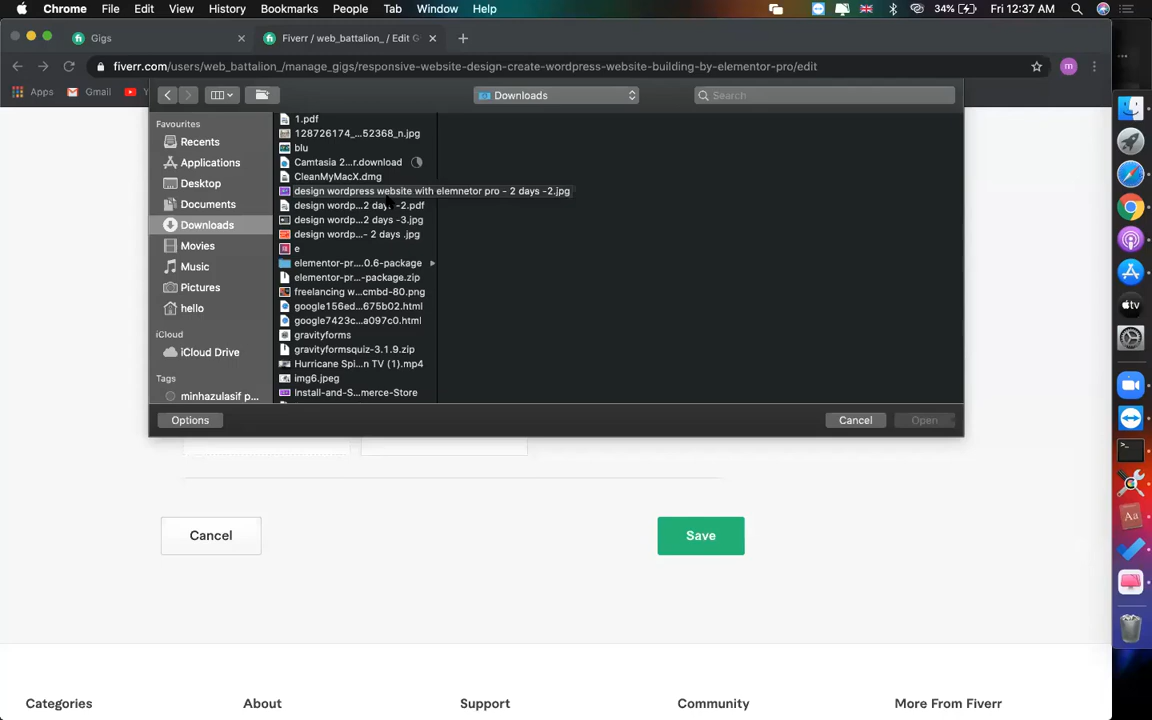 Chrome File Edit View History Bookmarks People Tab Window Help 34% Fri 12:37 AM
Gigs
Fiverr / web_battalion_ / Edit G
fiverr.com/users/web_battalion_/manage_gigs/responsive-website-design-create-wordpress-website-building-by-elementor-pro/edit
m
Apps Gmail Y
Downloads
Search
Favourites
Recents
Applications
Desktop
Documents
Downloads
Movies
Music
Pictures
hello
iCloud
iCloud Drive
Tags
minhazulasif p...
1.pdf
128726174_...52368_n.jpg
blu
Camtasia 2...r.download
CleanMyMacX.dmg
design wordpress website with elemnetor pro - 2 days -2.jpg
design wordp...2 days -2.pdf
design wordp...2 days -3.jpg
design wordp...- 2 days .jpg
e
elementor-pr....0.6-package
elementor-pr...-package.zip
freelancing w...cmbd-80.png
google156ed...675b02.html
google7423c...a097c0.html
gravityforms
gravityformsquiz-3.1.9.zip
Hurricane Spi...n TV (1).mp4
img6.jpeg
Install-and-S...merce-Store
Options
Cancel
Open
Cancel
Save
Categories
About
Support
Community
More From Fiverr
tv
Aa